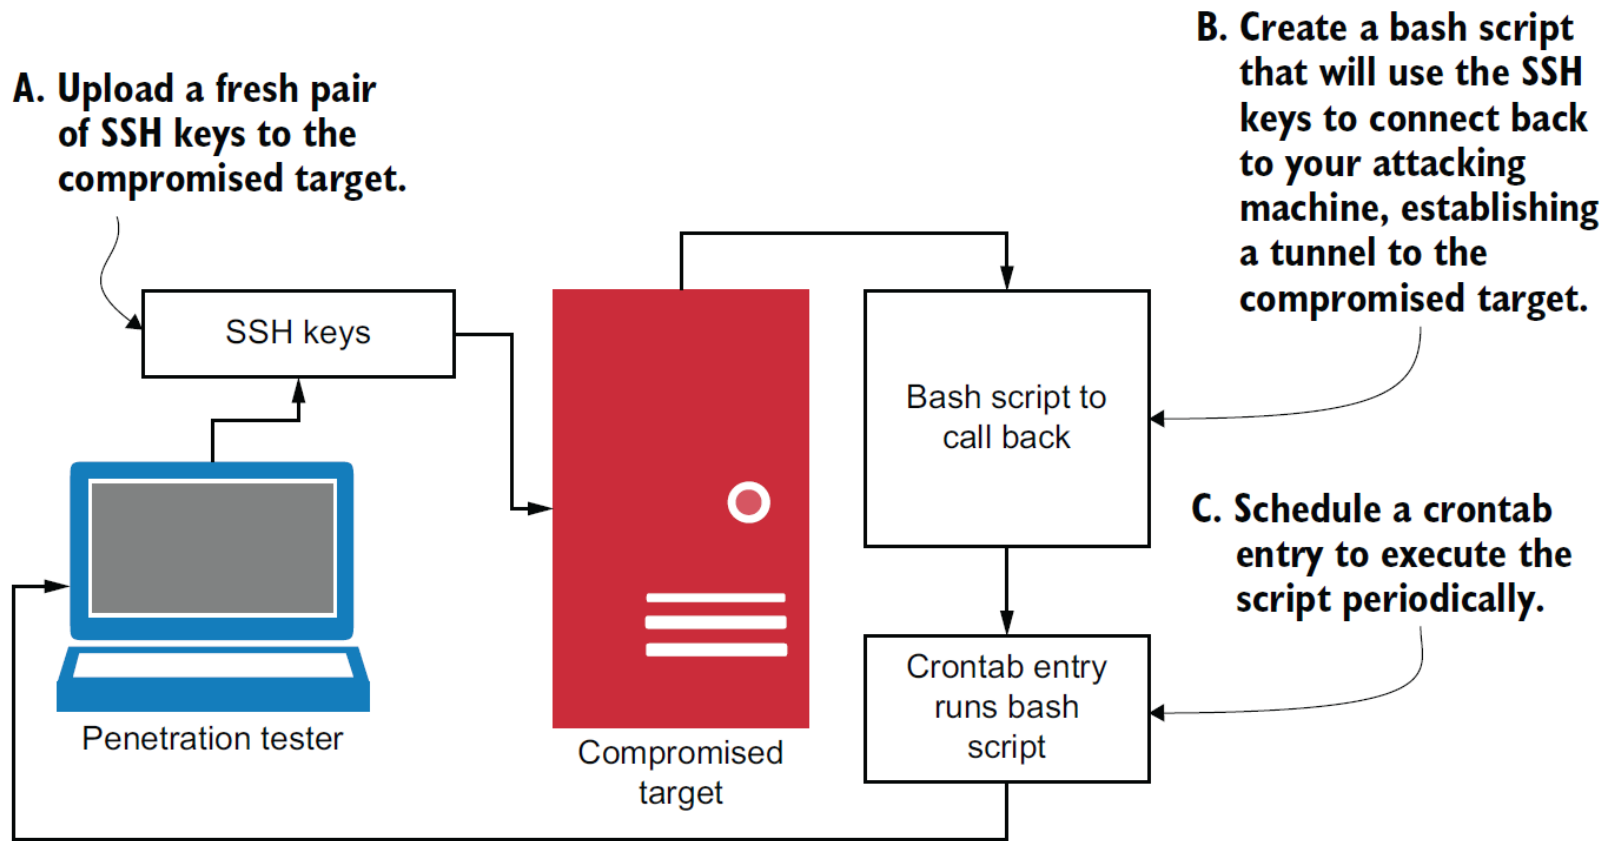 A. Upload a fresh pair
of SSH keys to the
compromised target.
B. Create a bash script
that will use the SSH
keys to connect back
to your attacking
machine, establishing
a tunnel to the
compromised target.
SSH keys
Bash script to
call back
C. Schedule a crontab
entry to execute the
script periodically.
Crontab entry
runs bash
script
Penetration tester
Compromised
target